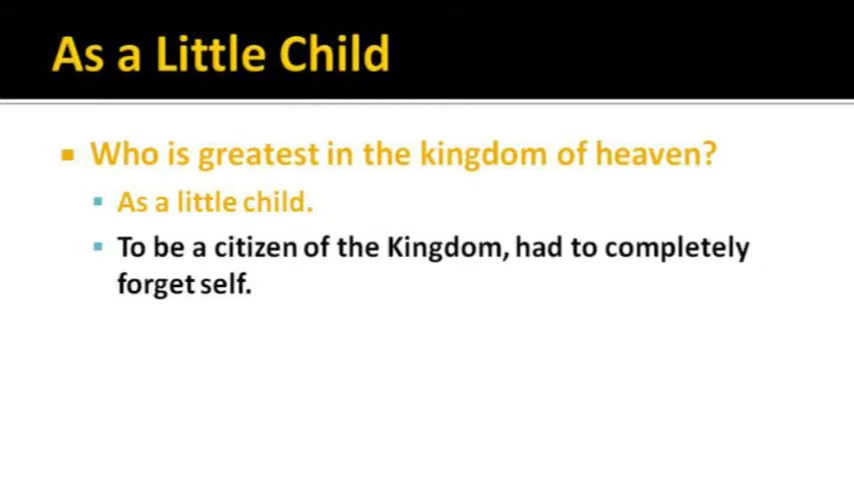 As a Little Child
Who is greatest in the kingdom of heaven?
As a little child.
To be a citizen of the Kingdom, had to completely
forget self.